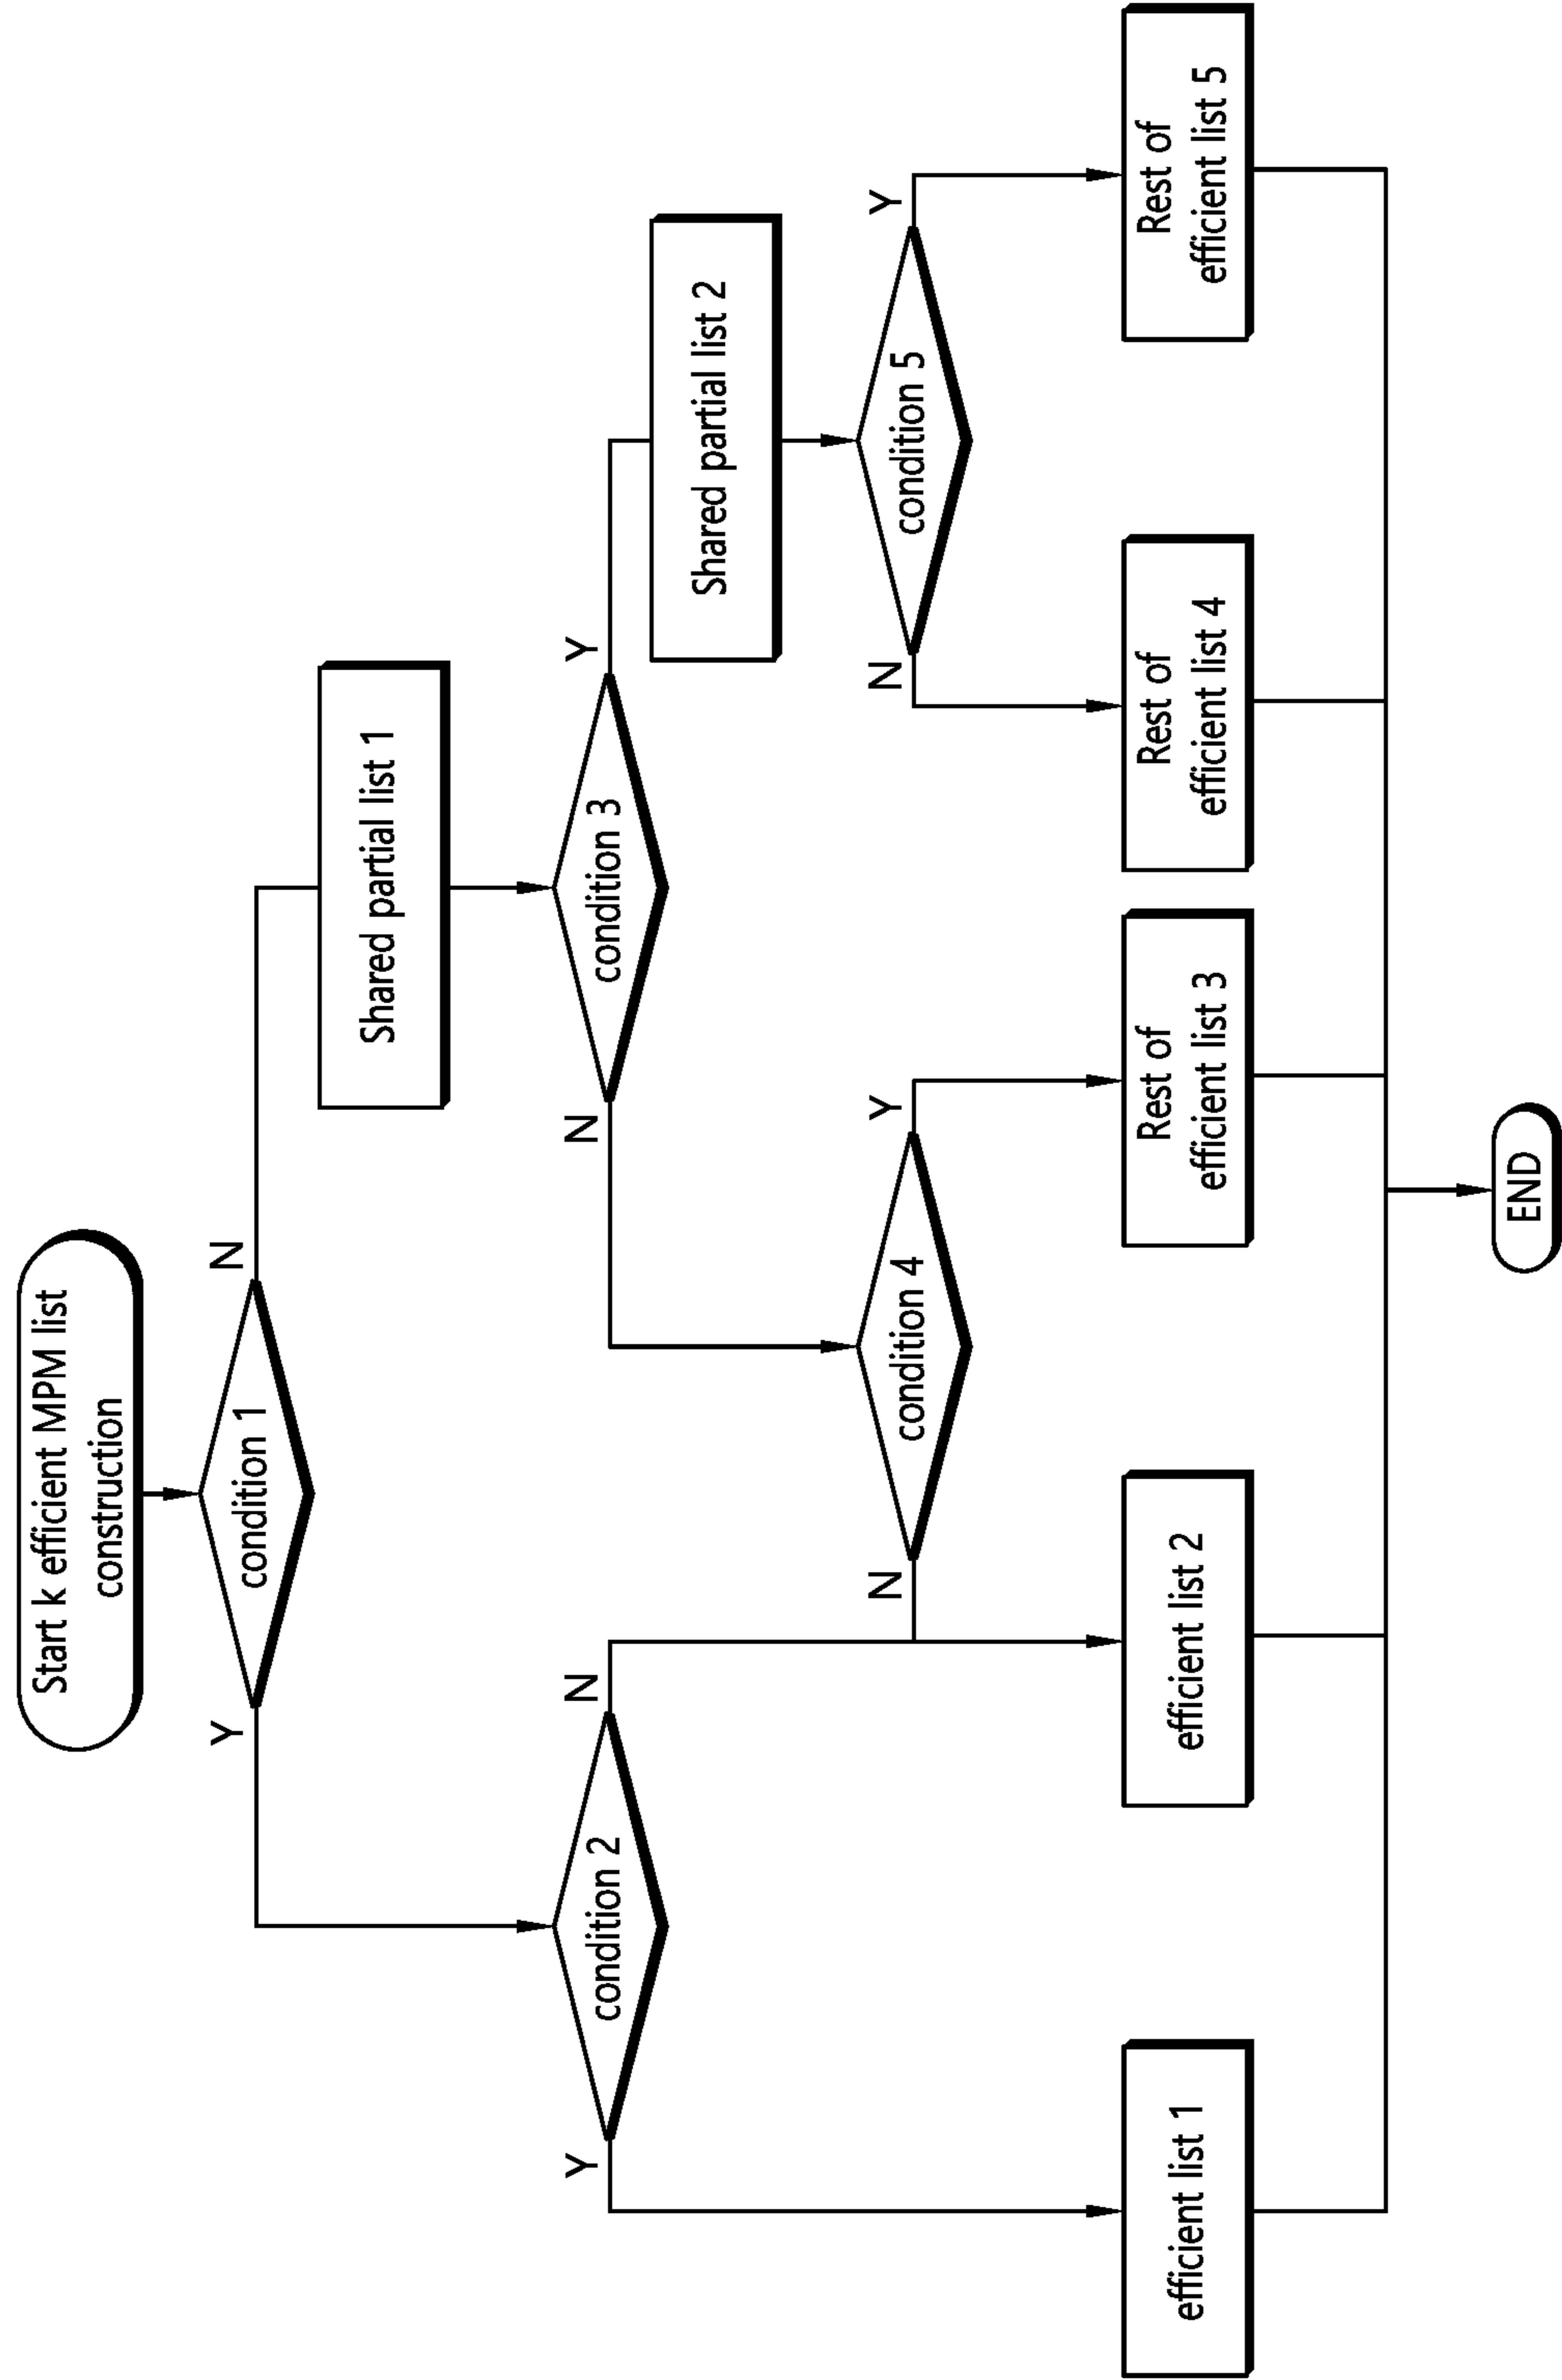 Start k efficient MPM list
construction
condition 1
Y
N
Shared partial list 1
condition 2
Y
N
condition 3
N
Y
Shared partial list 2
condition 4
N
Y
condition 5
N
Y
efficient list 1
efficient list 2
Rest of
efficient list 3
Rest of
efficient list 4
Rest of
efficient list 5
END